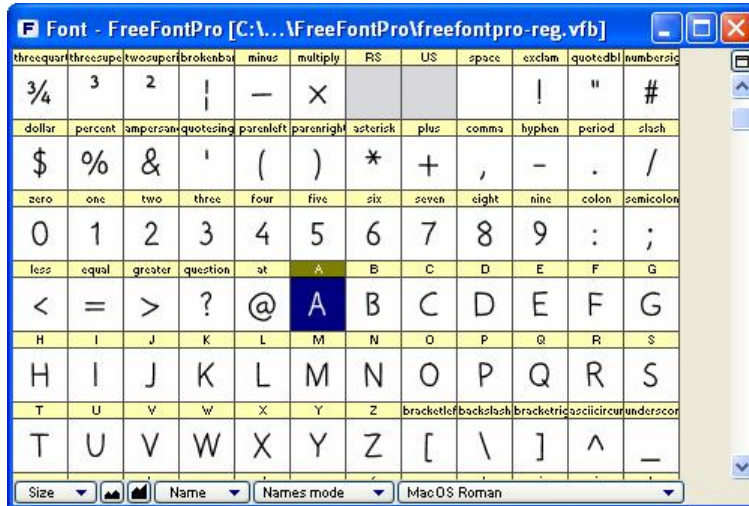 Font - FreeFontPro [C:\...\FreeFontPro\freefontpro-reg.vfb]
threequart threesupe twosuperi brokenbar minus multiply RS US space exclam quotedbl numbersig
¾ ³ ² ¦ − × ! " #
dollar percent ampersan quotesing parenleft parenright asterisk plus comma hyphen period slash
$ % & ' ( ) * + , - . /
zero one two three four five six seven eight nine colon semicolon
0 1 2 3 4 5 6 7 8 9 : ;
less equal greater question at A B C D E F G
< = > ? @ A B C D E F G
H I J K L M N O P Q R S
H I J K L M N O P Q R S
T U V W X Y Z bracketlef backslash bracketrig asciicircum underscor
T U V W X Y Z [ \ ] ^ _
Size Name Names mode MacOS Roman